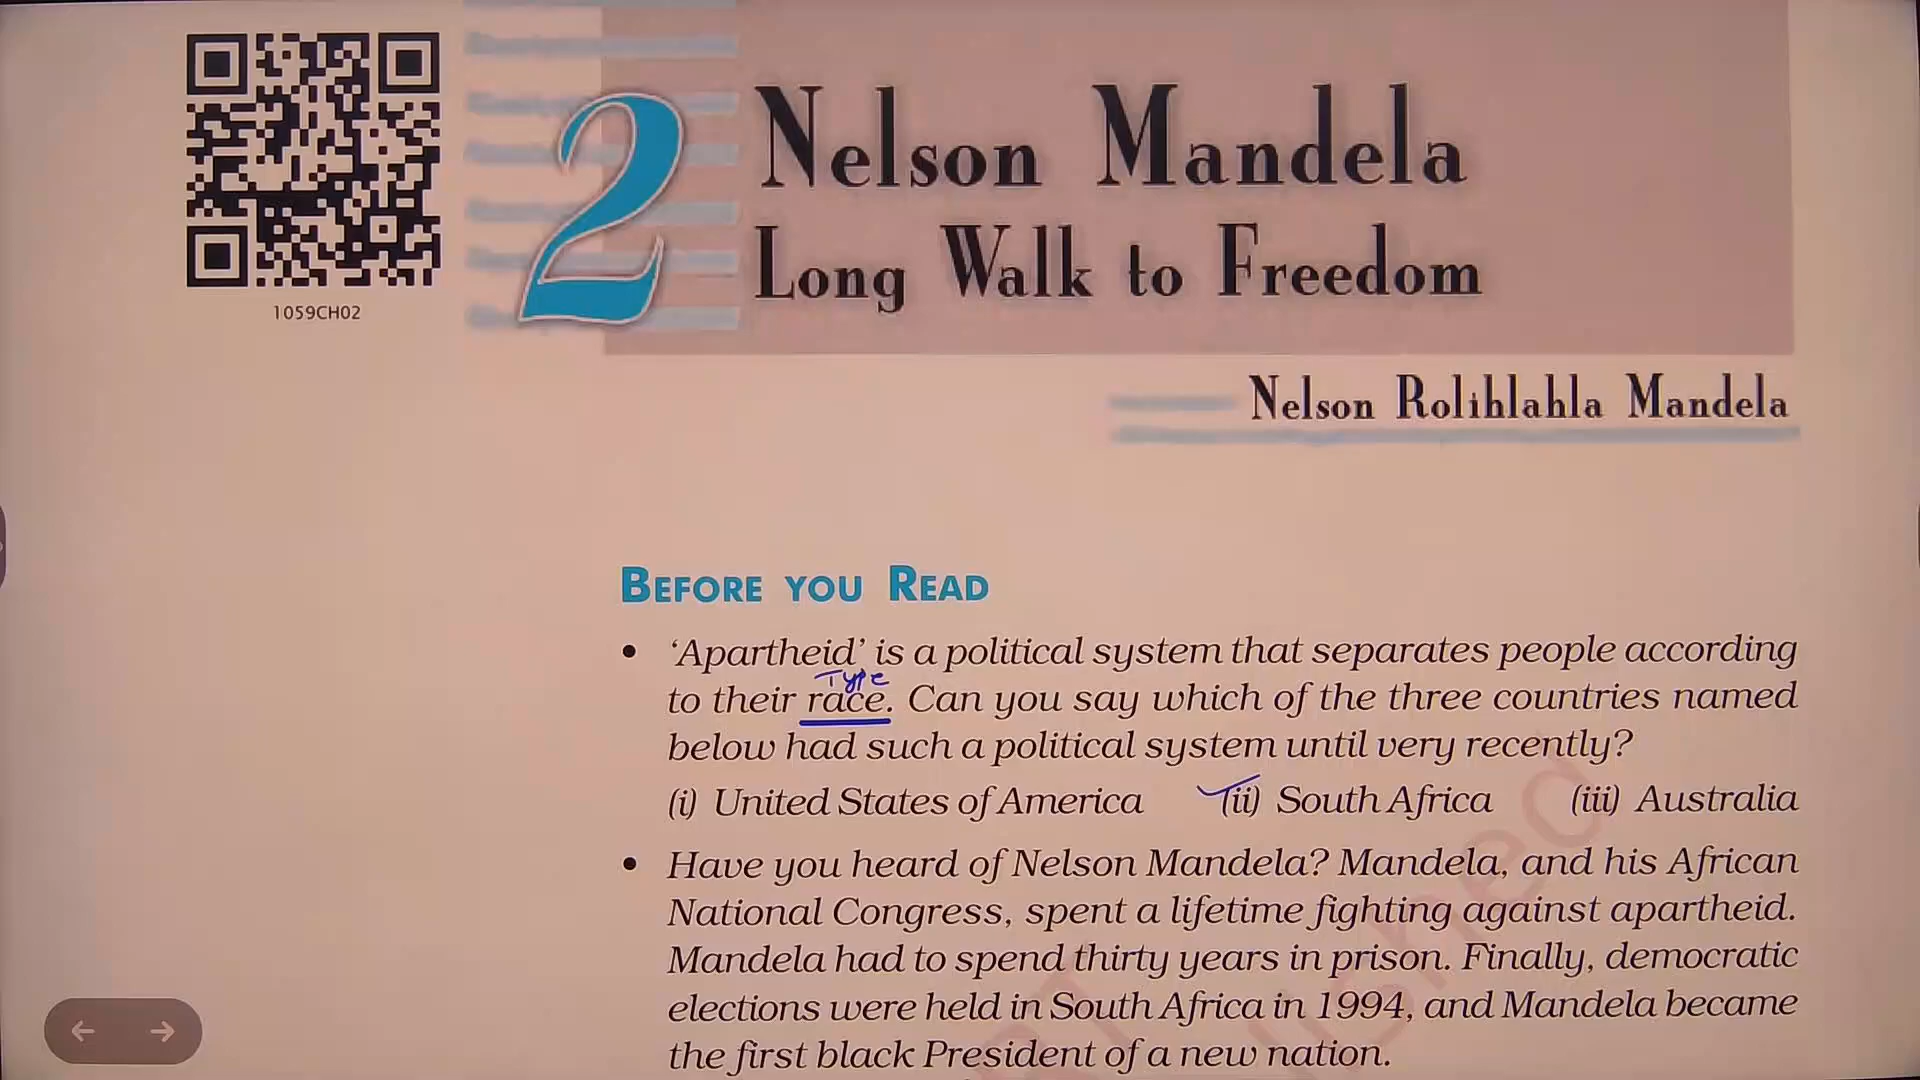 1059CH02
2
Nelson Mandela
Long Walk to Freedom
Nelson Rolihlahla Mandela
BEFORE YOU READ
• ‘Apartheid’ is a political system that separates people according
Type
to their race. Can you say which of the three countries named
below had such a political system until very recently?
(i) United States of America (ii) South Africa (iii) Australia
• Have you heard of Nelson Mandela? Mandela, and his African
National Congress, spent a lifetime fighting against apartheid.
Mandela had to spend thirty years in prison. Finally, democratic
elections were held in South Africa in 1994, and Mandela became
the first black President of a new nation.